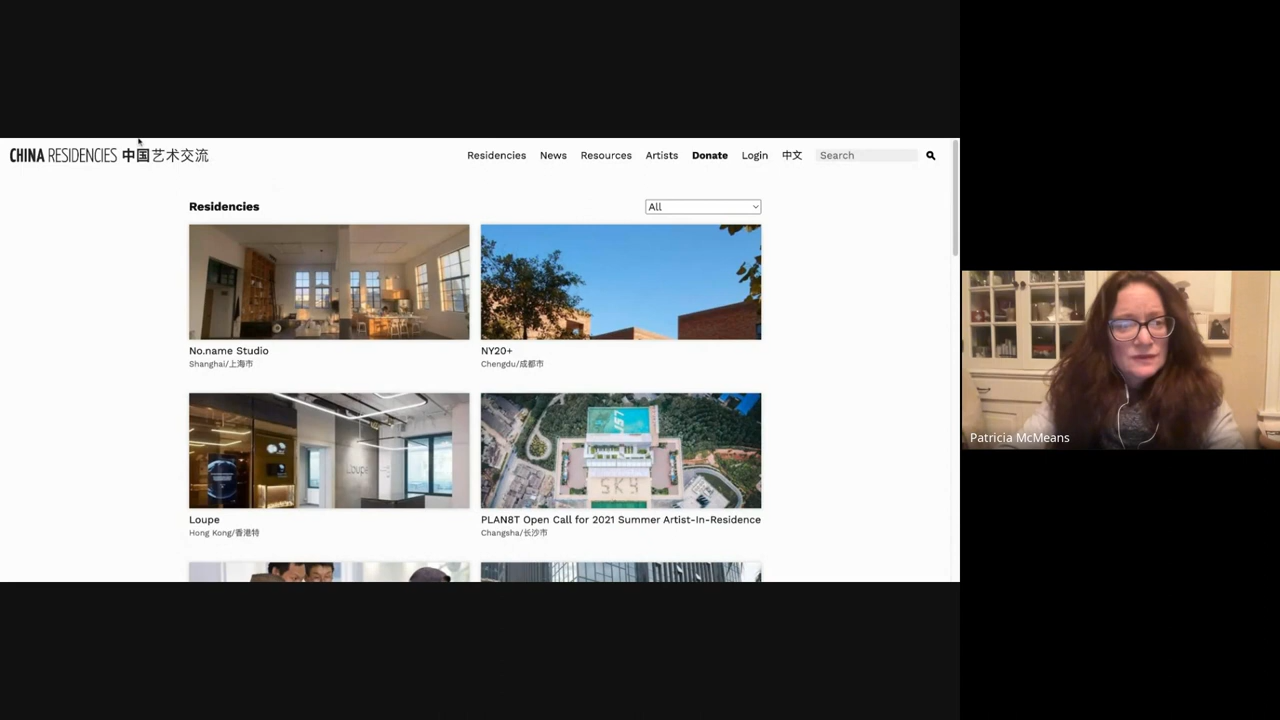 CHINA RESIDENCIES 中国艺术交流
Residencies News Resources Artists Donate Login 中文 Search
Residencies
All
No.name Studio
Shanghai/上海市
NY20+
Chengdu/成都市
Loupe
Hong Kong/香港特
PLAN8T Open Call for 2021 Summer Artist-In-Residence
Changsha/长沙市
Patricia McMeans